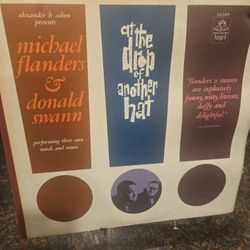 alexander h. cohen
presents
michael
flanders
&
donald
swann
performing their own
words and music
at the
drop
of
another
hat
Angel
"flanders & swann
are explosively
funny, witty, literate,
daffy and
delightful."